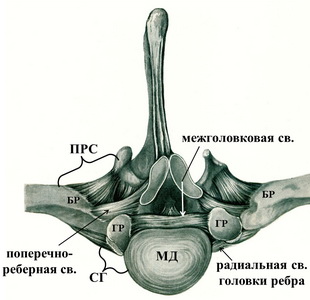 ПРС
межголовковая св.
БР
БР
ГР
ГР
поперечно-
реберная св.
СГ
МД
радиальная св.
головки ребра